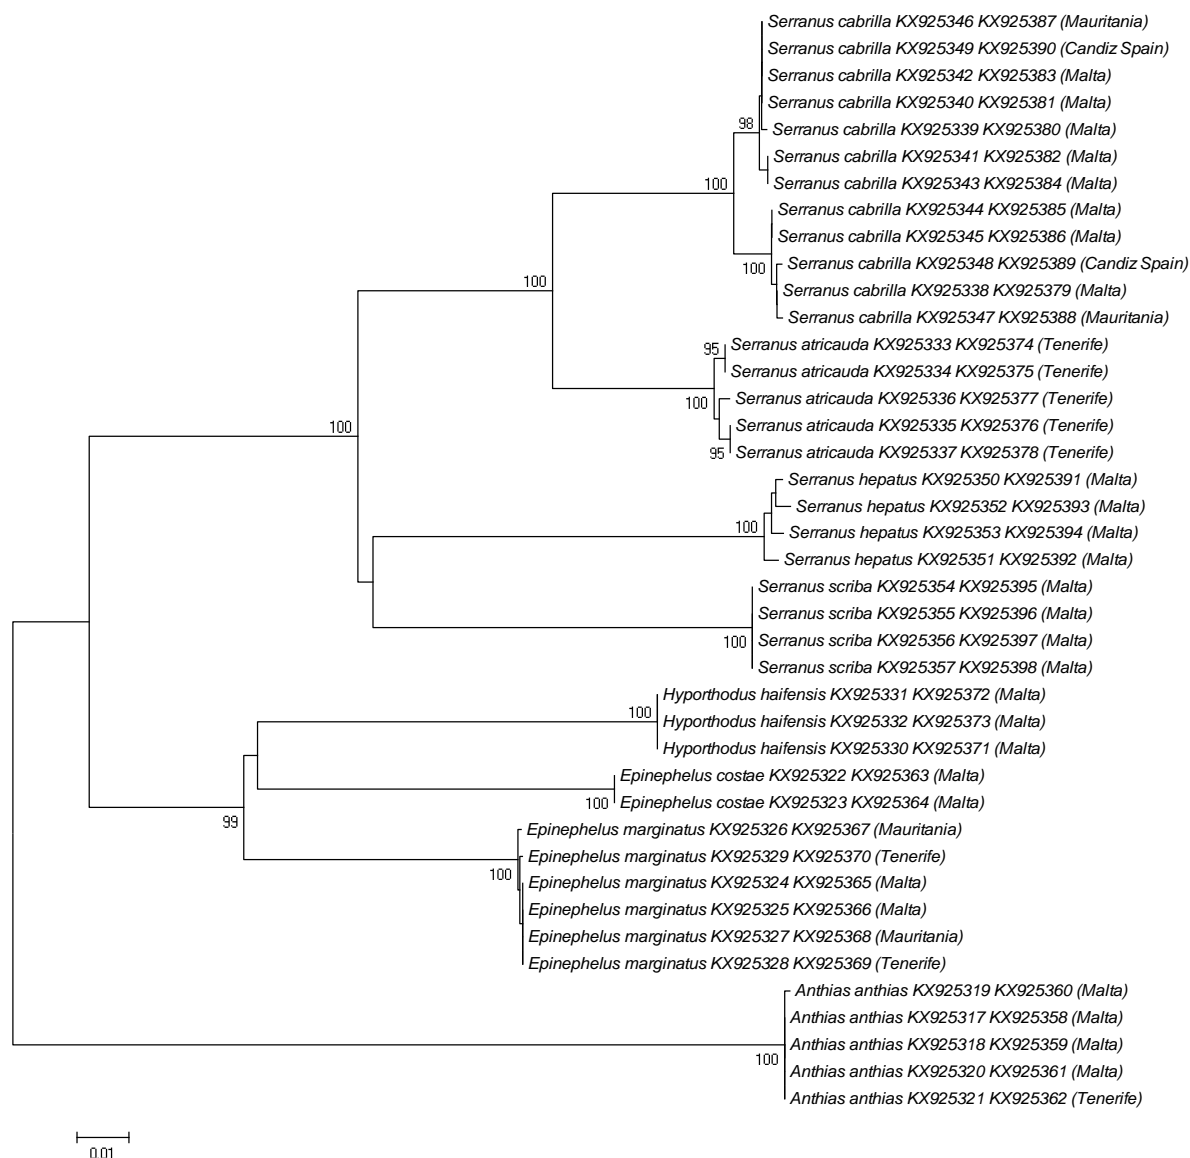 Serranus cabrilla KX925346 KX925387 (Mauritania)
Serranus cabrilla KX925349 KX925390 (Candiz Spain)
Serranus cabrilla KX925342 KX925383 (Malta)
Serranus cabrilla KX925340 KX925381 (Malta)
98
Serranus cabrilla KX925339 KX925380 (Malta)
Serranus cabrilla KX925341 KX925382 (Malta)
100
Serranus cabrilla KX925343 KX925384 (Malta)
Serranus cabrilla KX925344 KX925385 (Malta)
Serranus cabrilla KX925345 KX925386 (Malta)
100
Serranus cabrilla KX925348 KX925389 (Candiz Spain)
100
Serranus cabrilla KX925338 KX925379 (Malta)
Serranus cabrilla KX925347 KX925388 (Mauritania)
95
Serranus atricauda KX925333 KX925374 (Tenerife)
Serranus atricauda KX925334 KX925375 (Tenerife)
100
Serranus atricauda KX925336 KX925377 (Tenerife)
100
Serranus atricauda KX925335 KX925376 (Tenerife)
95
Serranus atricauda KX925337 KX925378 (Tenerife)
Serranus hepatus KX925350 KX925391 (Malta)
Serranus hepatus KX925352 KX925393 (Malta)
100
Serranus hepatus KX925353 KX925394 (Malta)
Serranus hepatus KX925351 KX925392 (Malta)
Serranus scriba KX925354 KX925395 (Malta)
Serranus scriba KX925355 KX925396 (Malta)
100
Serranus scriba KX925356 KX925397 (Malta)
Serranus scriba KX925357 KX925398 (Malta)
Hyporthodus haifensis KX925331 KX925372 (Malta)
100
Hyporthodus haifensis KX925332 KX925373 (Malta)
Hyporthodus haifensis KX925330 KX925371 (Malta)
Epinephelus costae KX925322 KX925363 (Malta)
100
Epinephelus costae KX925323 KX925364 (Malta)
99
Epinephelus marginatus KX925326 KX925367 (Mauritania)
Epinephelus marginatus KX925329 KX925370 (Tenerife)
100
Epinephelus marginatus KX925324 KX925365 (Malta)
Epinephelus marginatus KX925325 KX925366 (Malta)
Epinephelus marginatus KX925327 KX925368 (Mauritania)
Epinephelus marginatus KX925328 KX925369 (Tenerife)
Anthias anthias KX925319 KX925360 (Malta)
Anthias anthias KX925317 KX925358 (Malta)
Anthias anthias KX925318 KX925359 (Malta)
100
Anthias anthias KX925320 KX925361 (Malta)
Anthias anthias KX925321 KX925362 (Tenerife)
0.01